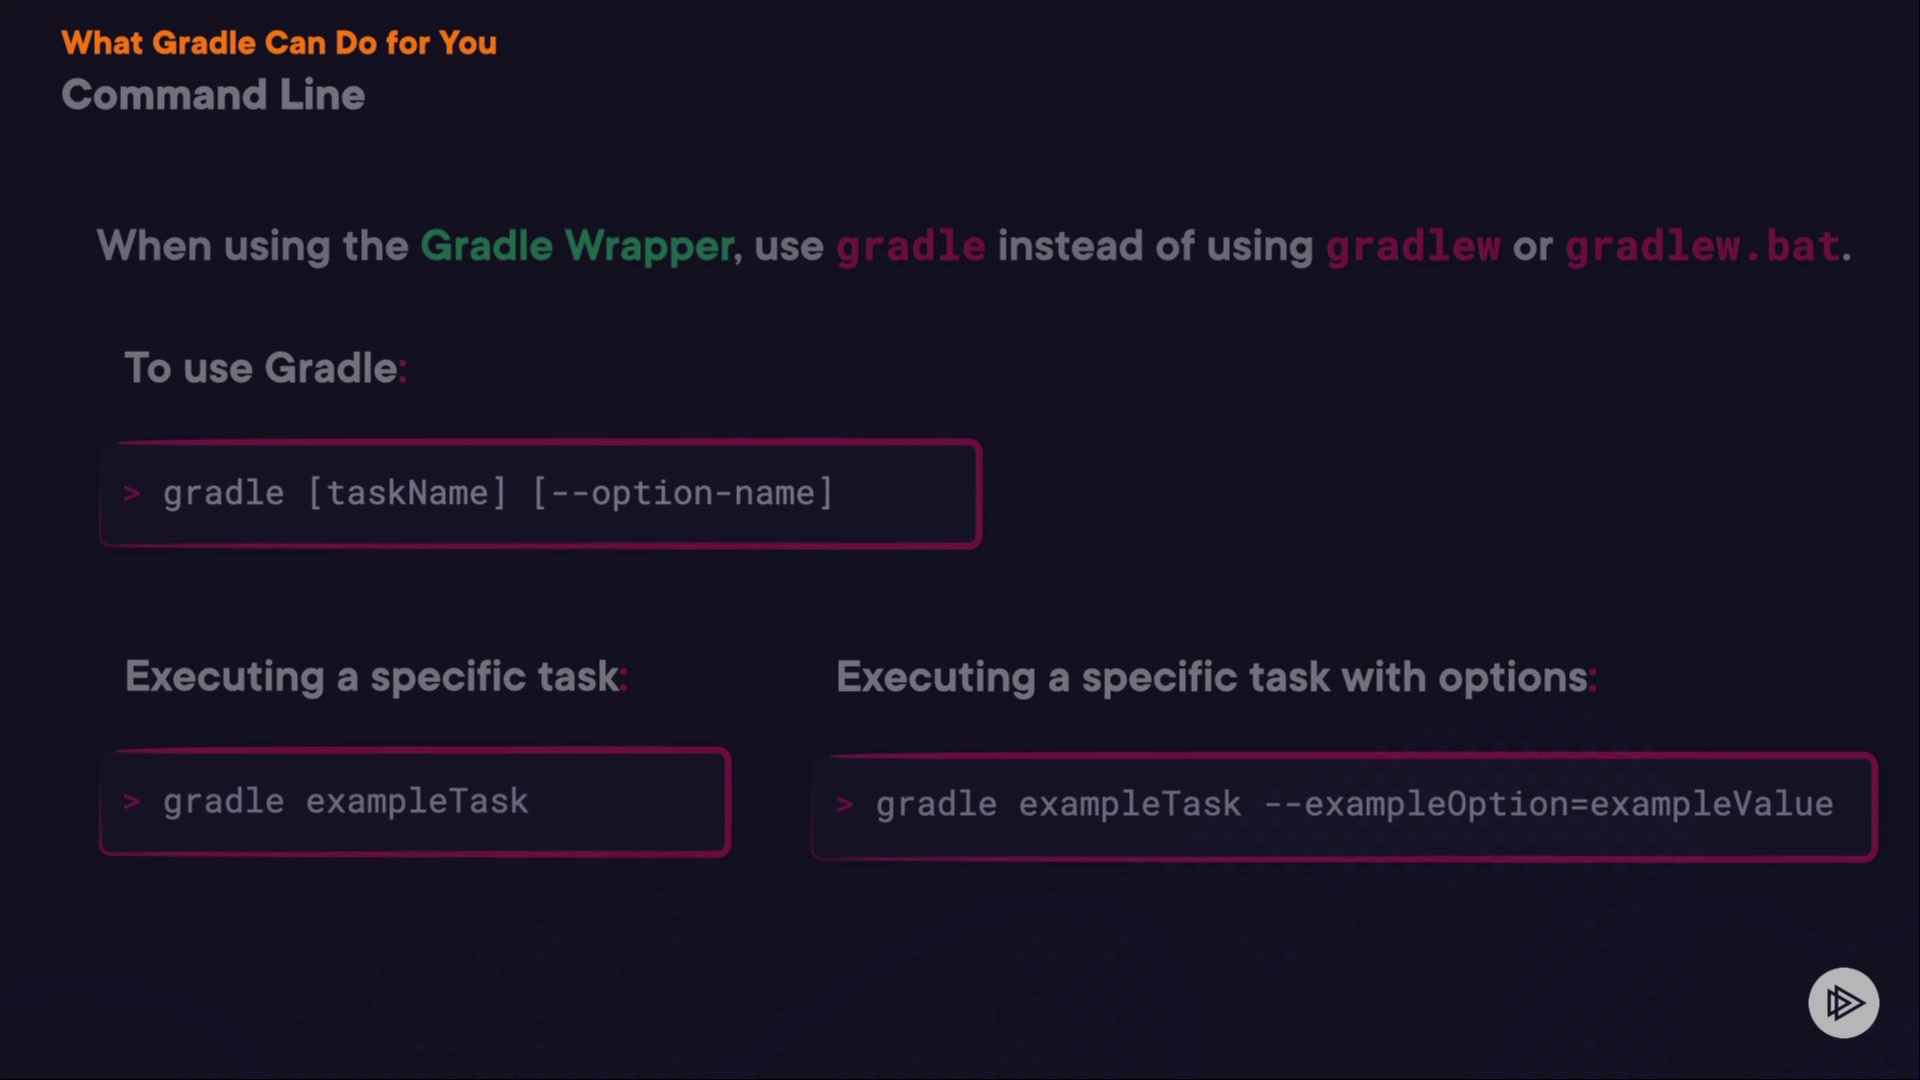 What Gradle Can Do for You
Command Line
When using the Gradle Wrapper, use gradle instead of using gradlew or gradlew.bat.
To use Gradle:
> gradle [taskName] [--option-name]
Executing a specific task:
> gradle exampleTask
Executing a specific task with options:
> gradle exampleTask --exampleOption=exampleValue